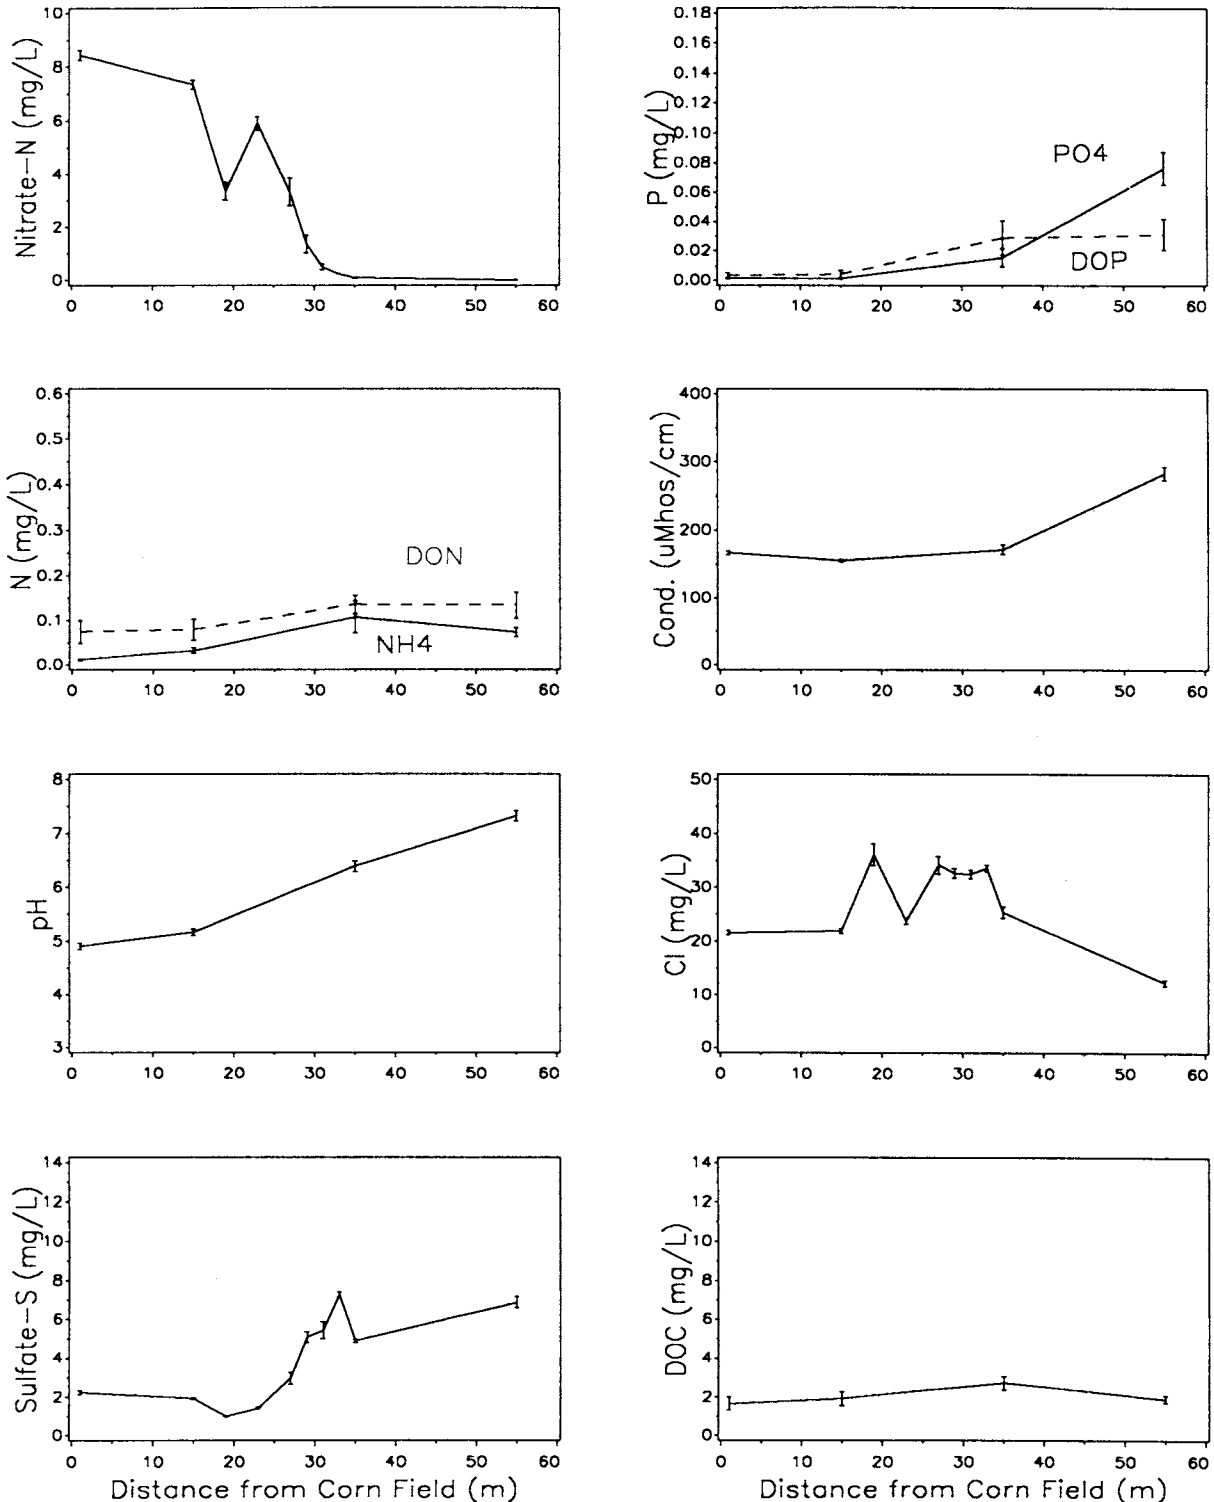 Nitrate-N (mg/L)
10
8
6
4
2
0
0 10 20 30 40 50 60
P (mg/L)
0.18
0.16
0.14
0.12
0.10
0.08
0.06
0.04
0.02
0.00
PO4
DOP
0 10 20 30 40 50 60
N (mg/L)
0.6
0.5
0.4
0.3
0.2
0.1
0.0
DON
NH4
0 10 20 30 40 50 60
Cond. (uMhos/cm)
400
300
200
100
0
0 10 20 30 40 50 60
pH
8
7
6
5
4
3
0 10 20 30 40 50 60
Cl (mg/L)
50
40
30
20
10
0
0 10 20 30 40 50 60
Sulfate-S (mg/L)
14
12
10
8
6
4
2
0
0 10 20 30 40 50 60
Distance from Corn Field (m)
DOC (mg/L)
14
12
10
8
6
4
2
0
0 10 20 30 40 50 60
Distance from Corn Field (m)